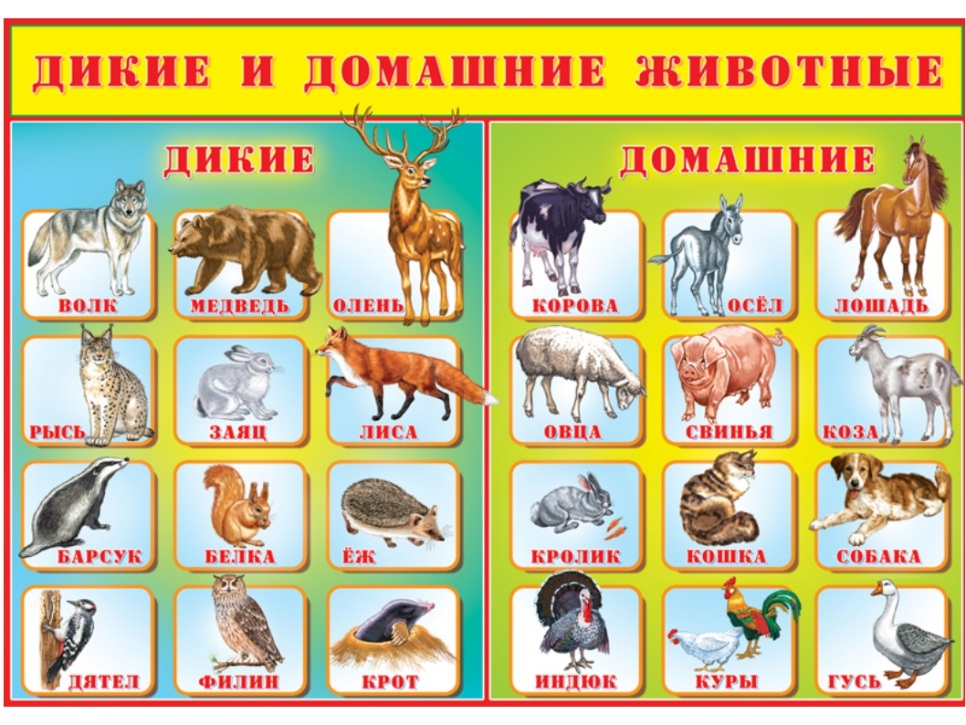 ДИКИЕ И ДОМАШНИЕ ЖИВОТНЫЕ
ДИКИЕ
ВОЛК
МЕДВЕДЬ
ОЛЕНЬ
РЫСЬ
ЗАЯЦ
ЛИСА
БАРСУК
БЕЛКА
ЁЖ
ДЯТЕЛ
ФИЛИН
КРОТ
ДОМАШНИЕ
КОРОВА
ОСЁЛ
ЛОШАДЬ
ОВЦА
СВИНЬЯ
КОЗА
КРОЛИК
КОШКА
СОБАКА
ИНДЮК
КУРЫ
ГУСЬ